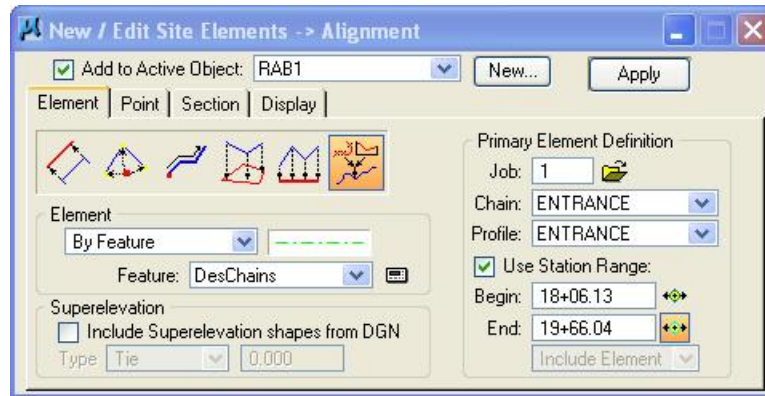 New / Edit Site Elements -> Alignment
Add to Active Object: RAB1 New... Apply
Element Point Section Display
Primary Element Definition
Job: 1
Chain: ENTRANCE
Profile: ENTRANCE
Use Station Range:
Begin: 18+06.13
End: 19+66.04
Include Element
Element
By Feature
Feature: DesChains
Superelevation
Include Superelevation shapes from DGN
Type Tie 0.000